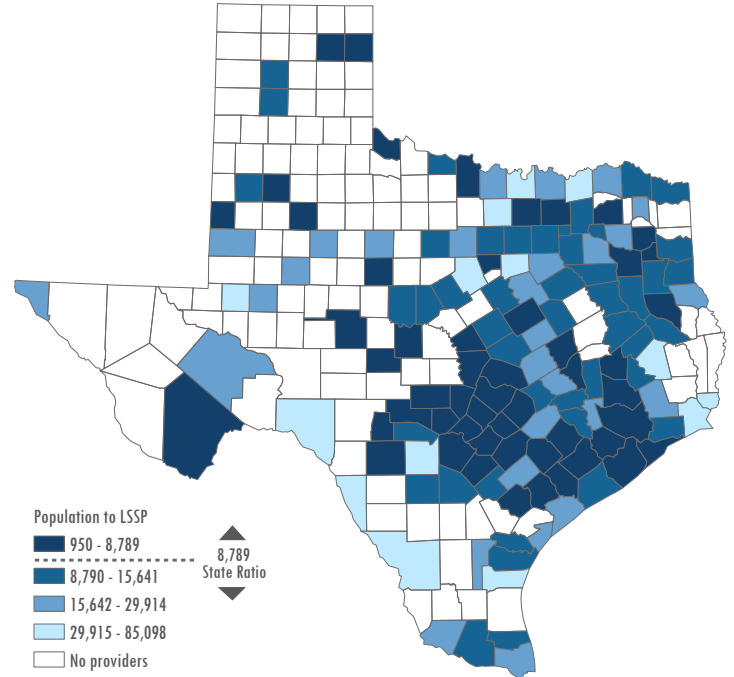 Population to LSSP
950 - 8,789
8,789
State Ratio
8,790 - 15,641
15,642 - 29,914
29,915 - 85,098
No providers